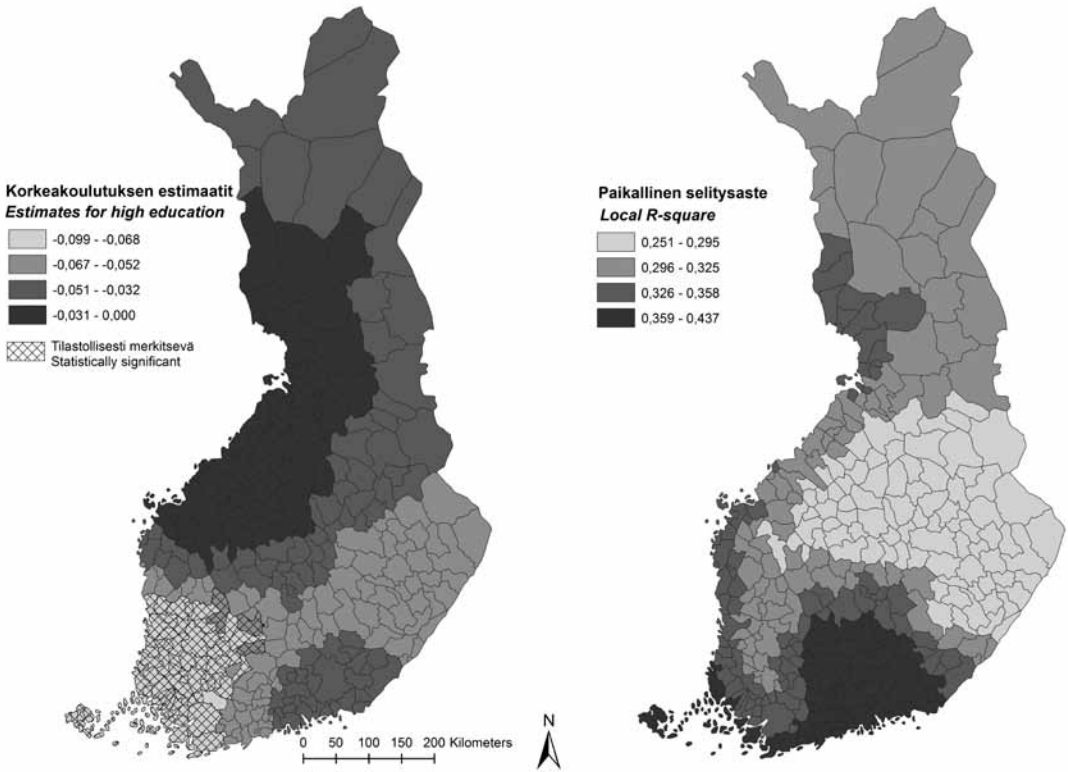 Korkeakoulutuksen estimaatit
Estimates for high education
-0,099 - -0,068
-0,067 - -0,052
-0,051 - -0,032
-0,031 - 0,000
Tilastollisesti merkitsevä
Statistically significant
Paikallinen selitysaste
Local R-square
0,251 - 0,295
0,296 - 0,325
0,326 - 0,358
0,359 - 0,437
0 50 100 150 200 Kilometers
N